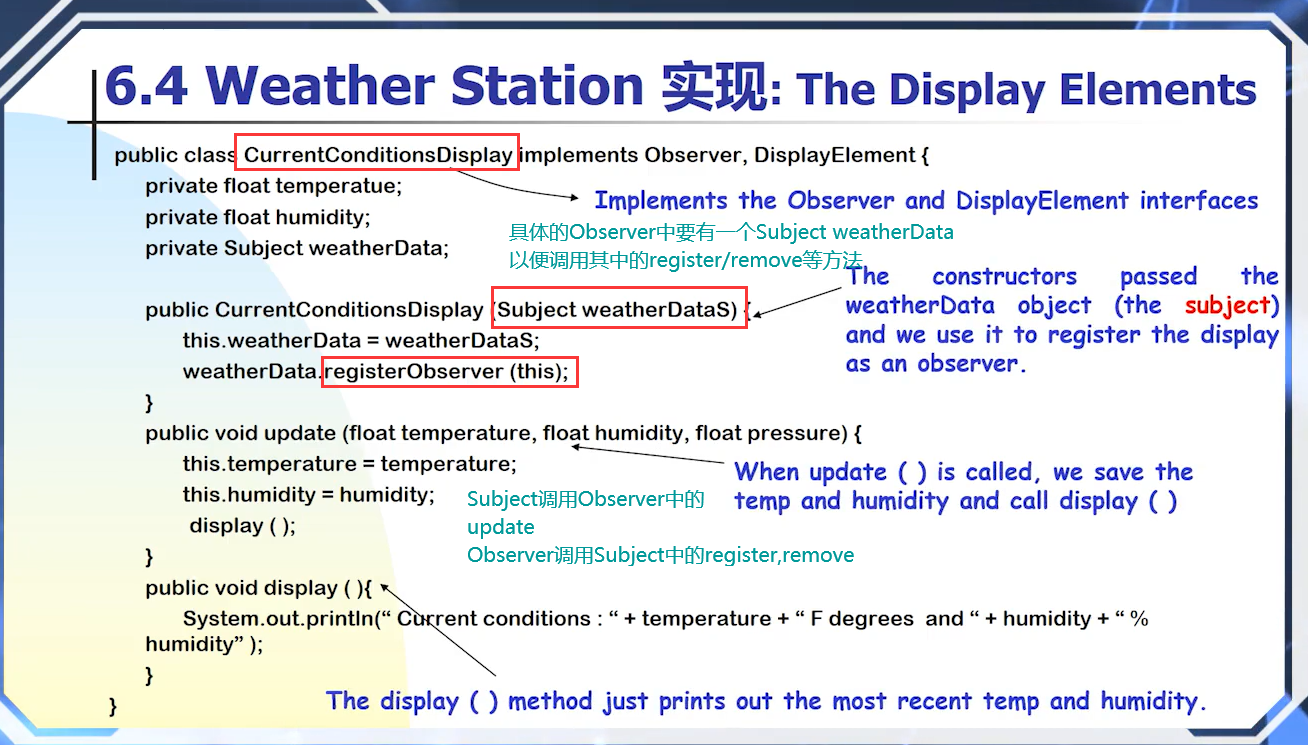 6.4 Weather Station 实现: The Display Elements
public class CurrentConditionsDisplay implements Observer, DisplayElement {
private float temperatue;
Implements the Observer and DisplayElement interfaces
private float humidity;
private Subject weatherData;
具体的Observer中要有一个Subject weatherData
以便调用其中的register/remove等方法
The constructors passed the
weatherData object (the subject)
and we use it to register the display
as an observer.
public CurrentConditionsDisplay (Subject weatherDataS) {
this.weatherData = weatherDataS;
weatherData.registerObserver (this);
}
public void update (float temperature, float humidity, float pressure) {
this.temperature = temperature;
this.humidity = humidity;
display ( );
When update ( ) is called, we save the
temp and humidity and call display ( )
Subject调用Observer中的
update
Observer调用Subject中的register,remove
}
public void display ( ){
System.out.println(“ Current conditions : “ + temperature + “ F degrees and “ + humidity + “ %
humidity” );
}
The display ( ) method just prints out the most recent temp and humidity.
}